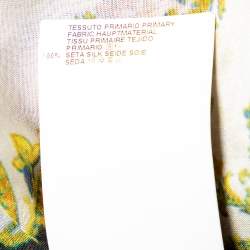 TESSUTO PRIMARIO PRIMARY
FABRIC HAUPTMATERIAL
TISSU PRIMAIRE TEJIDO
PRIMARIO
SETA SILK SEIDE SOIE
SEDA